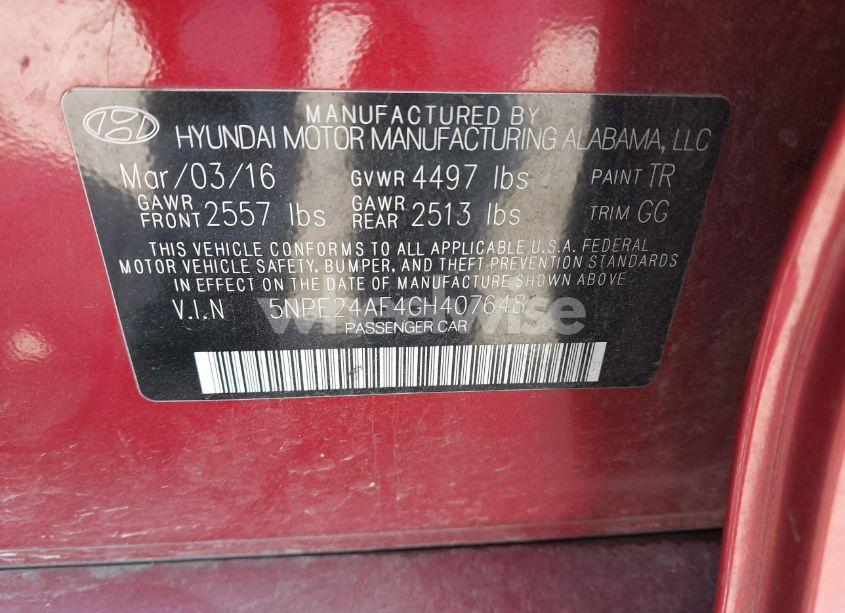 MANUFACTURED BY
HYUNDAI MOTOR MANUFACTURING ALABAMA, LLC
Mar/03/16 GVWR 4497 lbs PAINT TR
GAWR FRONT 2557 lbs GAWR REAR 2513 lbs TRIM GG
THIS VEHICLE CONFORMS TO ALL APPLICABLE U.S.A. FEDERAL
MOTOR VEHICLE SAFETY, BUMPER, AND THEFT PREVENTION STANDARDS
IN EFFECT ON THE DATE OF MANUFACTURE SHOWN ABOVE
V.I.N 5NPE24AF4GH407648
PASSENGER CAR